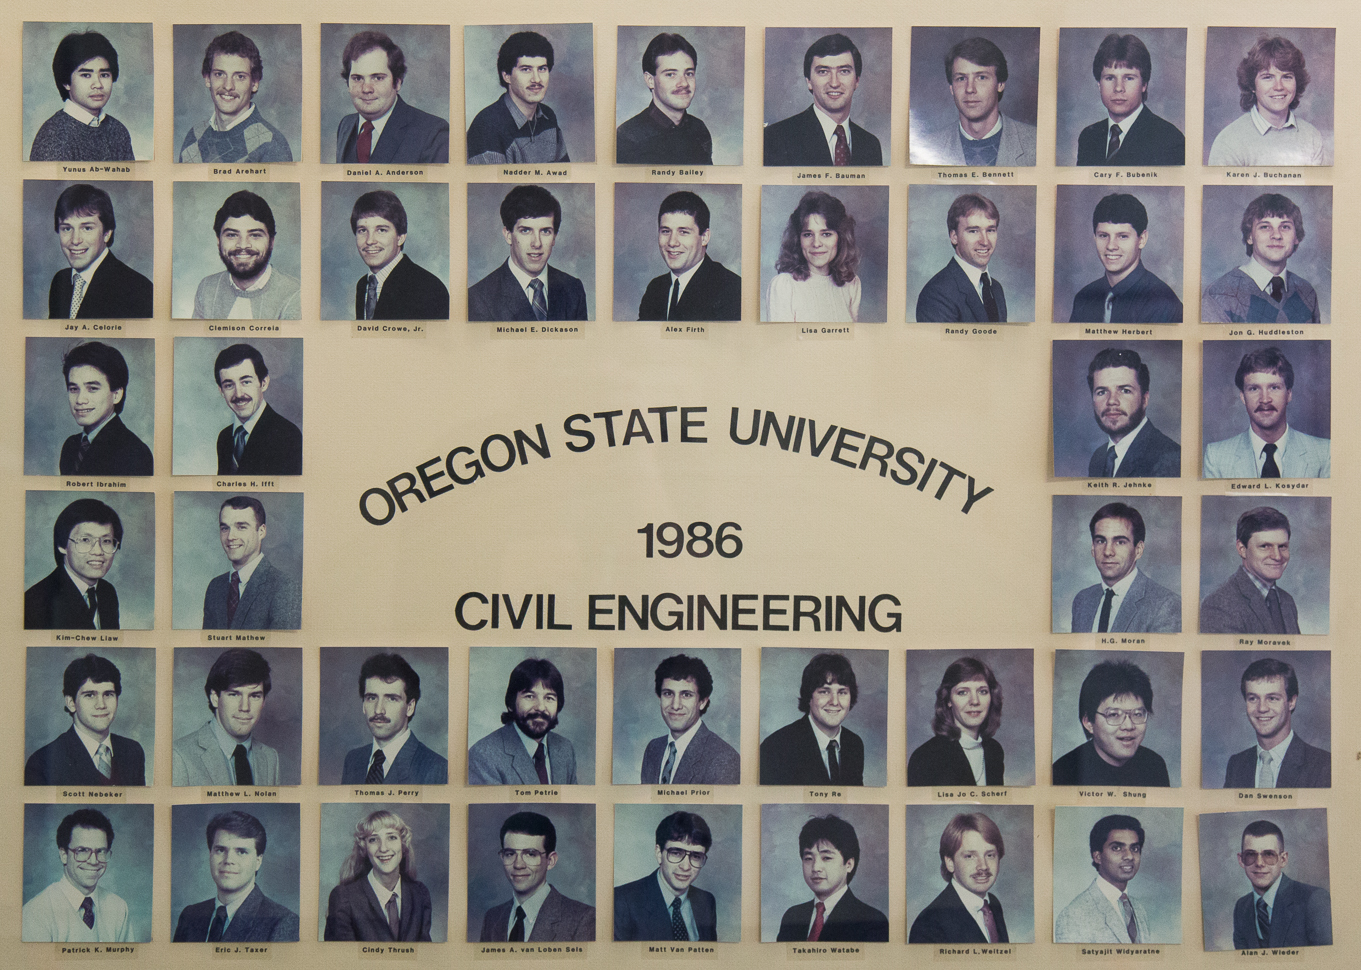 Yunus Ab-Wahab
Brad Arehart
Daniel A. Anderson
Nadder M. Awad
Randy Bailey
James F. Bauman
Thomas E. Bennett
Cary F. Bubenik
Karen J. Buchanan
Jay A. Celorie
Clemison Correia
David Crowe, Jr.
Michael E. Dickason
Alex Firth
Lisa Garrett
Randy Goode
Matthew Herbert
Jon G. Huddleston
Robert Ibrahim
Charles H. Ifft
Keith R. Jehnke
Edward L. Kosydar
OREGON STATE UNIVERSITY
1986
CIVIL ENGINEERING
Kim-Chew Liew
Stuart Mathew
H.G. Moran
Ray Moravek
Scott Nebeker
Matthew L. Nolan
Thomas J. Perry
Tom Petrie
Michael Prior
Tony Re
Lisa Jo C. Scherf
Victor W. Shung
Dan Swenson
Patrick K. Murphy
Eric J. Taxer
Cindy Thrush
James A. van Loben Sels
Matt Van Patten
Takahiro Watabe
Richard L. Weitzel
Satyajit Widyaratne
Alan J. Wieder